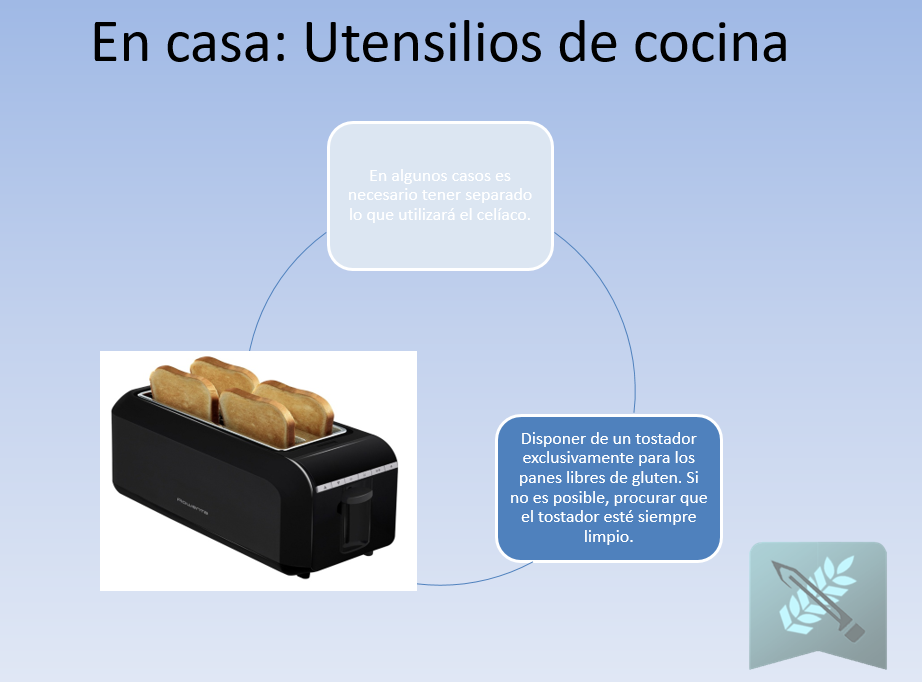 En casa: Utensilios de cocina
En algunos casos es
necesario tener separado
lo que utilizará el celíaco.
Rowenta
Disponer de un tostador
exclusivamente para los
panes libres de gluten. Si
no es posible, procurar que
el tostador esté siempre
limpio.